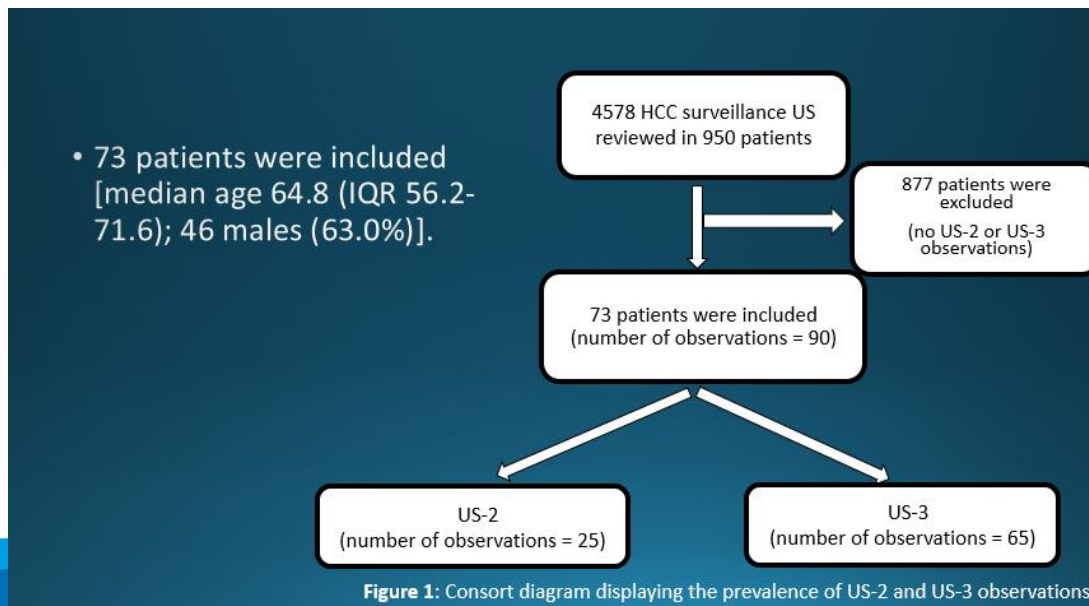 • 73 patients were included
[median age 64.8 (IQR 56.2-
71.6); 46 males (63.0%)].
4578 HCC surveillance US
reviewed in 950 patients
877 patients were
excluded
(no US-2 or US-3
observations)
73 patients were included
(number of observations = 90)
US-2
(number of observations = 25)
US-3
(number of observations = 65)
Figure 1: Consort diagram displaying the prevalence of US-2 and US-3 observations